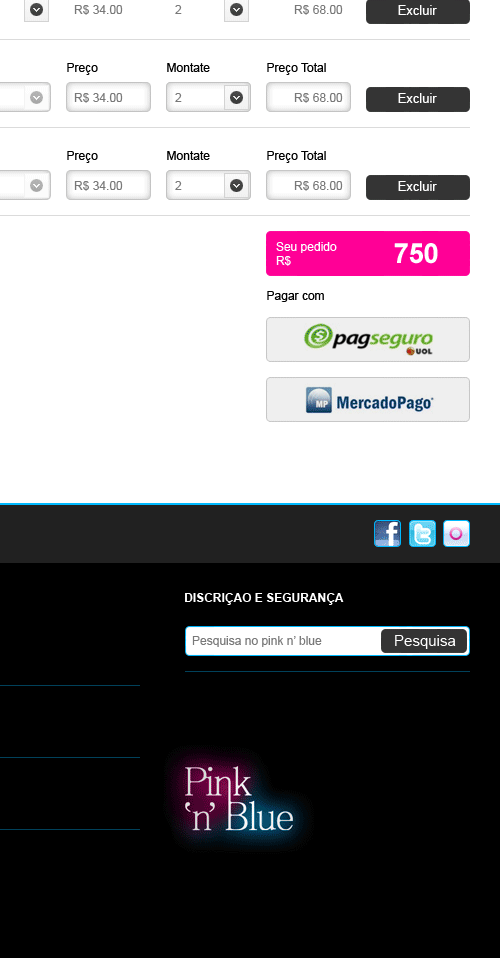 R$ 34.00 2 R$ 68.00 Excluir
Preço Montate Preço Total
R$ 34.00 2 R$ 68.00 Excluir
Preço Montate Preço Total
R$ 34.00 2 R$ 68.00 Excluir
Seu pedido
R$ 750
Pagar com
pagseguro
UOL
MP MercadoPago
DISCRIÇAO E SEGURANÇA
Pesquisa no pink n' blue Pesquisa
Pink
'n' Blue